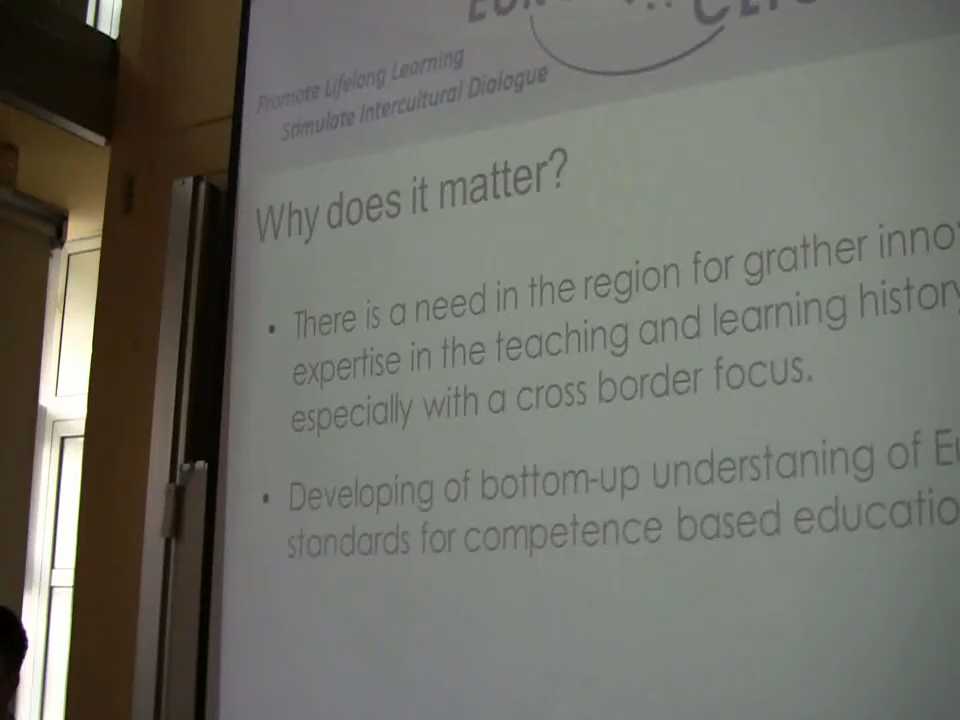 Promote Lifelong Learning
Stimulate Intercultural Dialogue
Why does it matter?
• There is a need in the region for grather
expertise in the teaching and learning history
especially with a cross border focus.
• Developing of bottom-up understaning of
standards for competence based